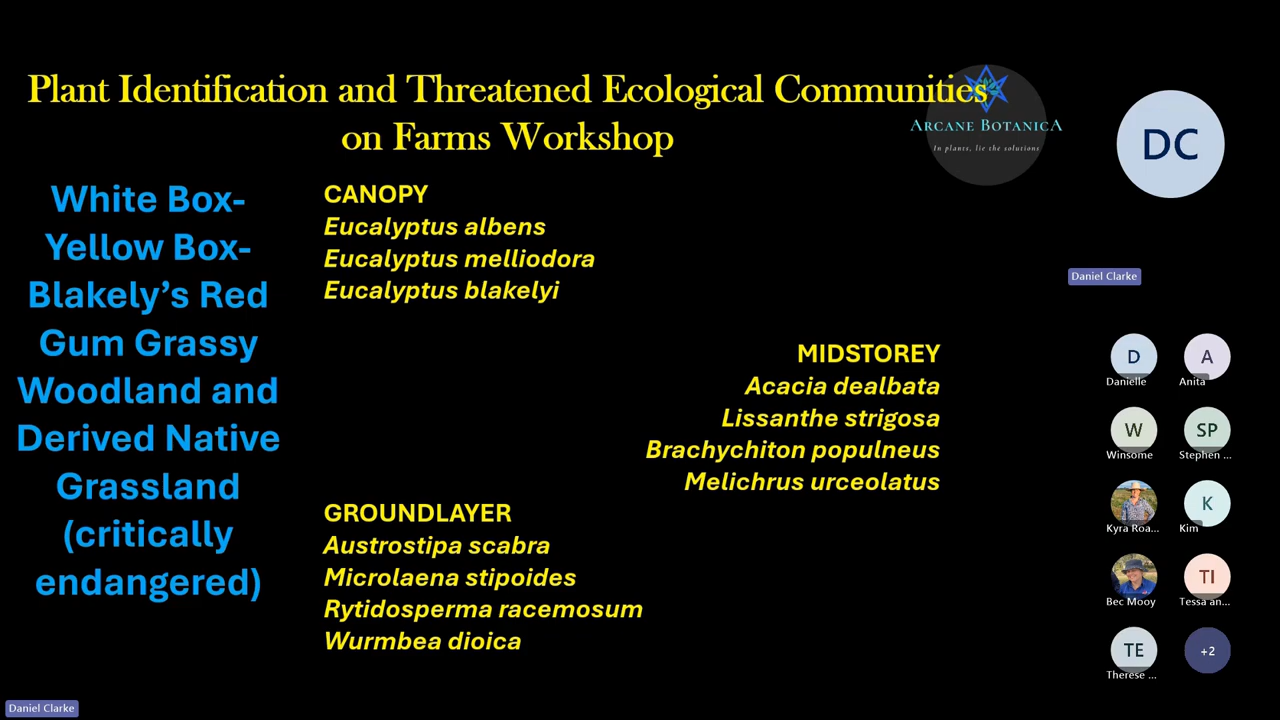 Plant Identification and Threatened Ecological Communities
on Farms Workshop
ARCANE BOTANICA
In plants, lie the solutions
DC
White Box-
Yellow Box-
Blakely's Red
Gum Grassy
Woodland and
Derived Native
Grassland
(critically
endangered)
CANOPY
Eucalyptus albens
Eucalyptus melliodora
Eucalyptus blakelyi
MIDSTOREY
Acacia dealbata
Lissanthe strigosa
Brachychiton populneus
Melichrus urceolatus
GROUNDLAYER
Austrostipa scabra
Microlaena stipoides
Rytidosperma racemosum
Wurmbea dioica
Daniel Clarke
D
A
Danielle
Anita
W
SP
Winsome
Stephen ...
K
Kyra Roa...
Kim
TI
Bec Mooy
Tessa an...
TE
+2
Therese ...
Daniel Clarke